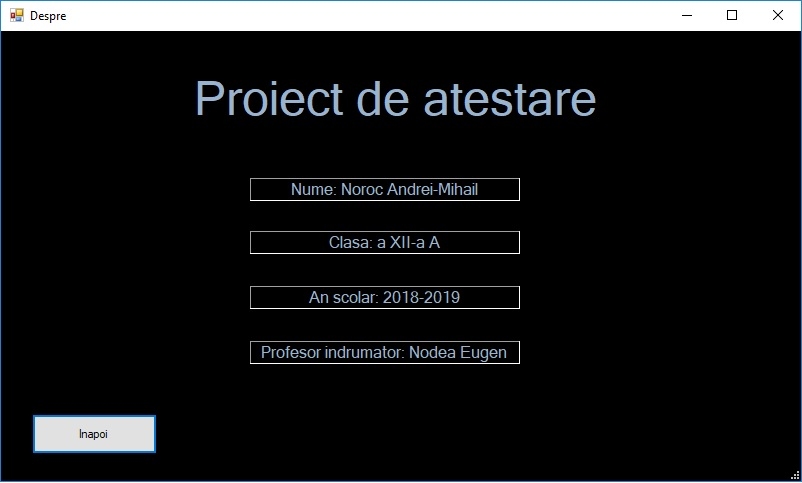 Despre
Proiect de atestare
Nume: Noroc Andrei-Mihail
Clasa: a XII-a A
An scolar: 2018-2019
Profesor indrumator: Nodea Eugen
Inapoi